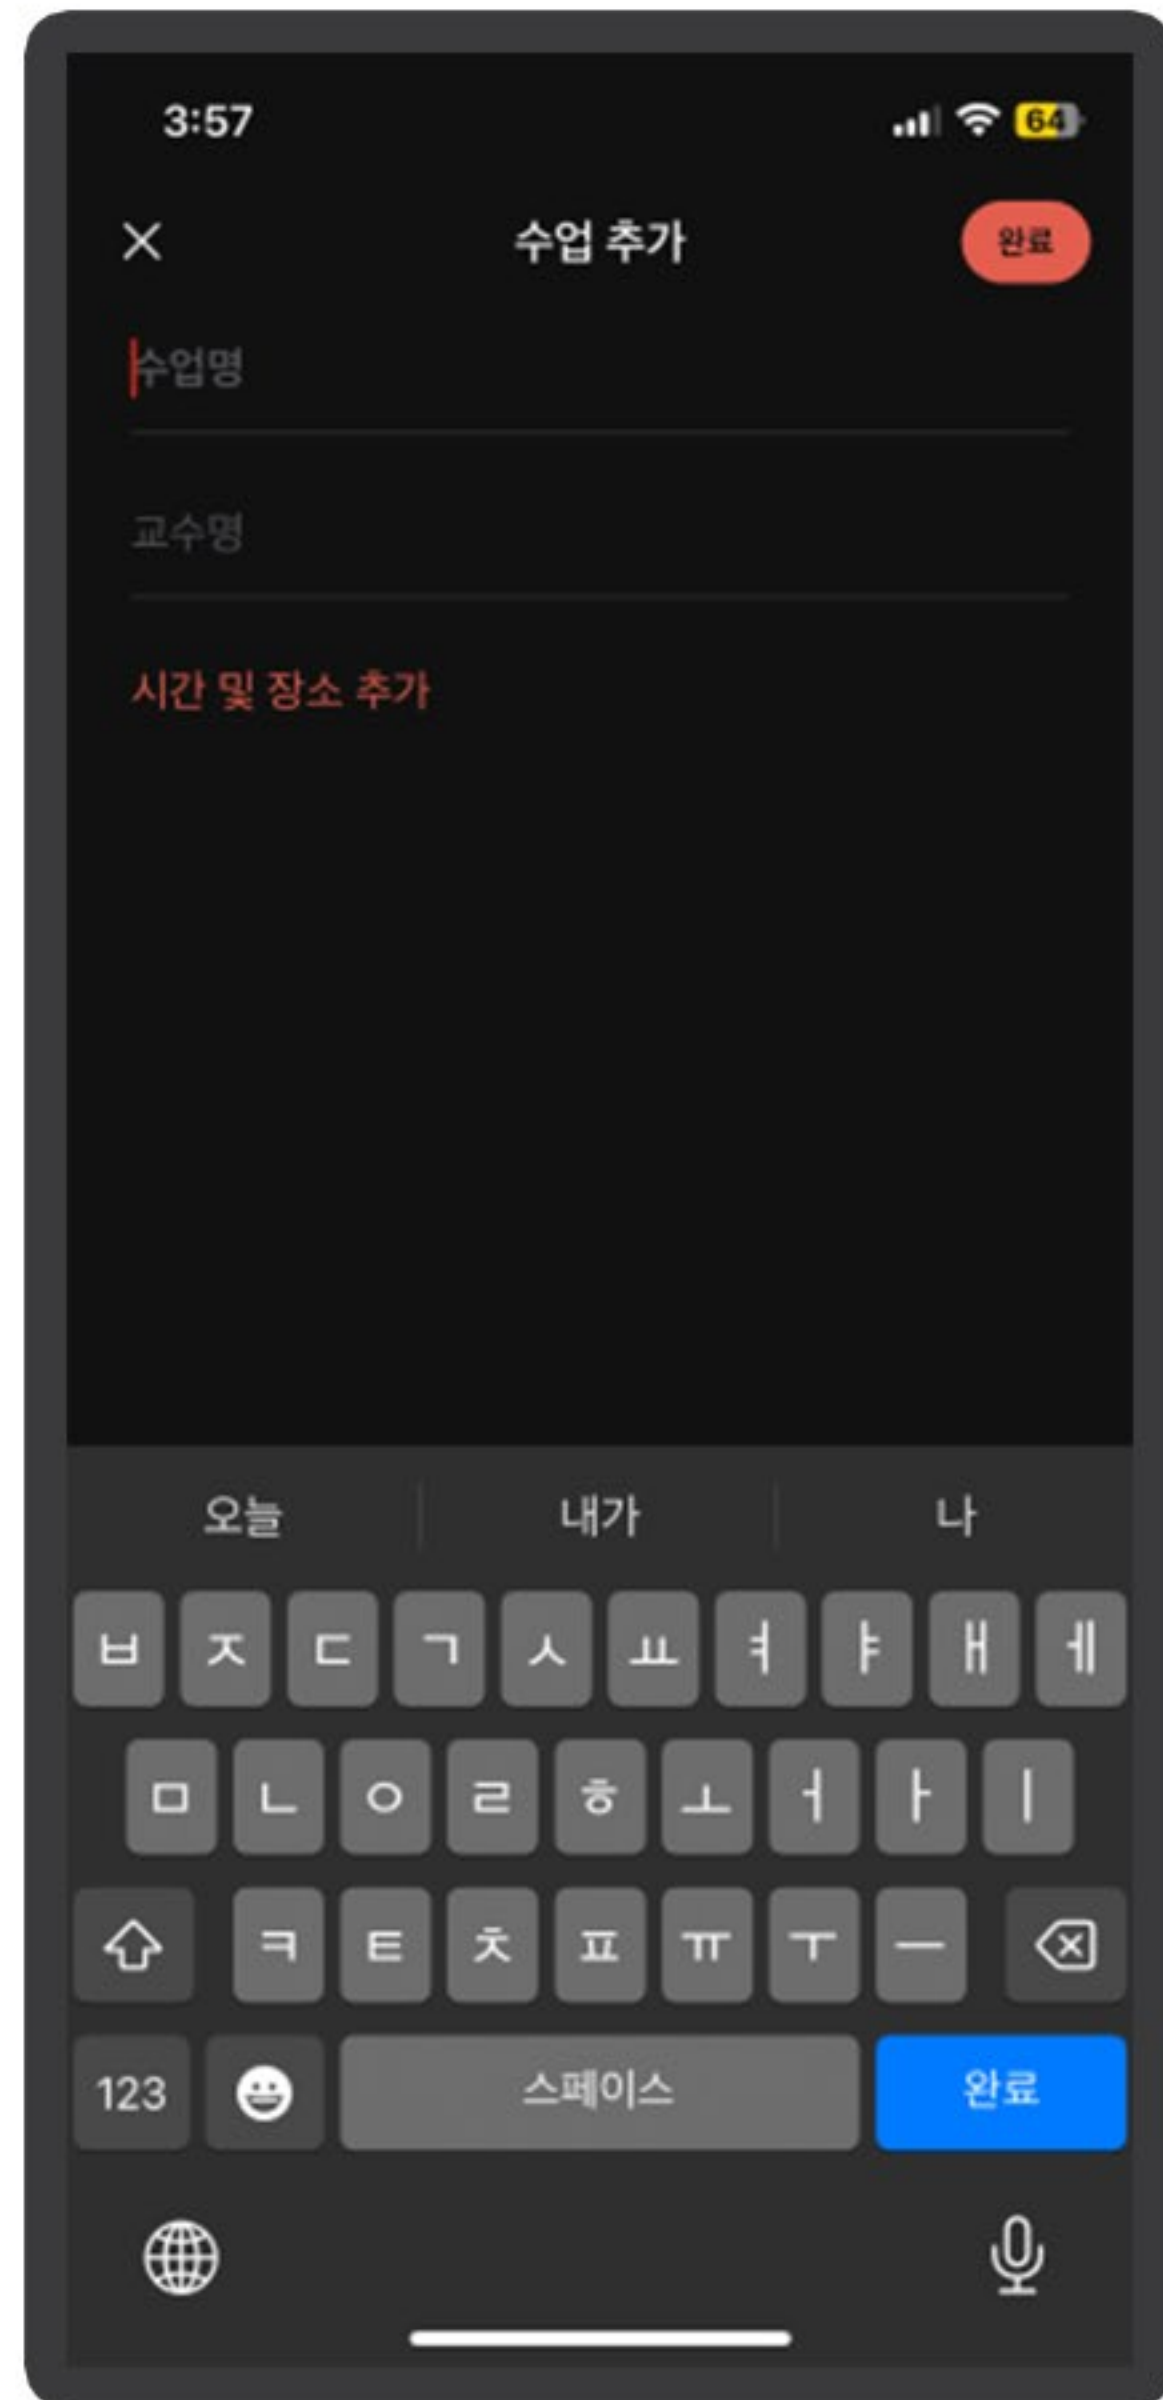 3:57 64
수업 추가 완료
수업명
교수명
시간 및 장소 추가
오늘 내가 나
ㅂ ㅈ ㄷ ㄱ ㅅ ㅛ ㅕ ㅑ ㅐ ㅔ
ㅁ ㄴ ㅇ ㄹ ㅎ ㅗ ㅓ ㅏ ㅣ
ㅋ ㅌ ㅊ ㅍ ㅠ ㅜ ㅡ
123 스페이스 완료